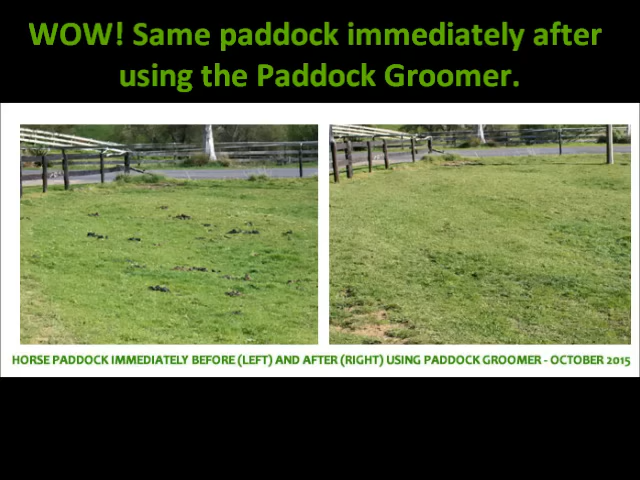 WOW! Same paddock immediately after
using the Paddock Groomer.
HORSE PADDOCK IMMEDIATELY BEFORE (LEFT) AND AFTER (RIGHT) USING PADDOCK GROOMER - OCTOBER 2015